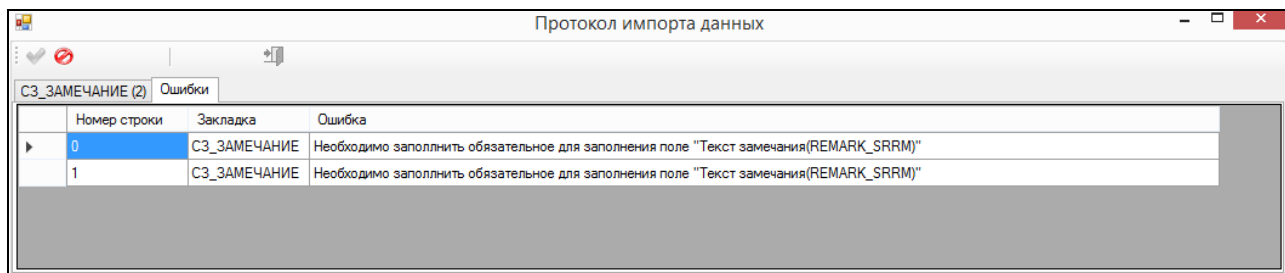 Протокол импорта данных
СЗ_ЗАМЕЧАНИЕ (2) Ошибки
Номер строки Закладка Ошибка
0 СЗ_ЗАМЕЧАНИЕ Необходимо заполлнить обязательное для заполнения поле "Текст замечания(REMARK_SRRM)"
1 СЗ_ЗАМЕЧАНИЕ Необходимо заполлнить обязательное для заполнения поле "Текст замечания(REMARK_SRRM)"